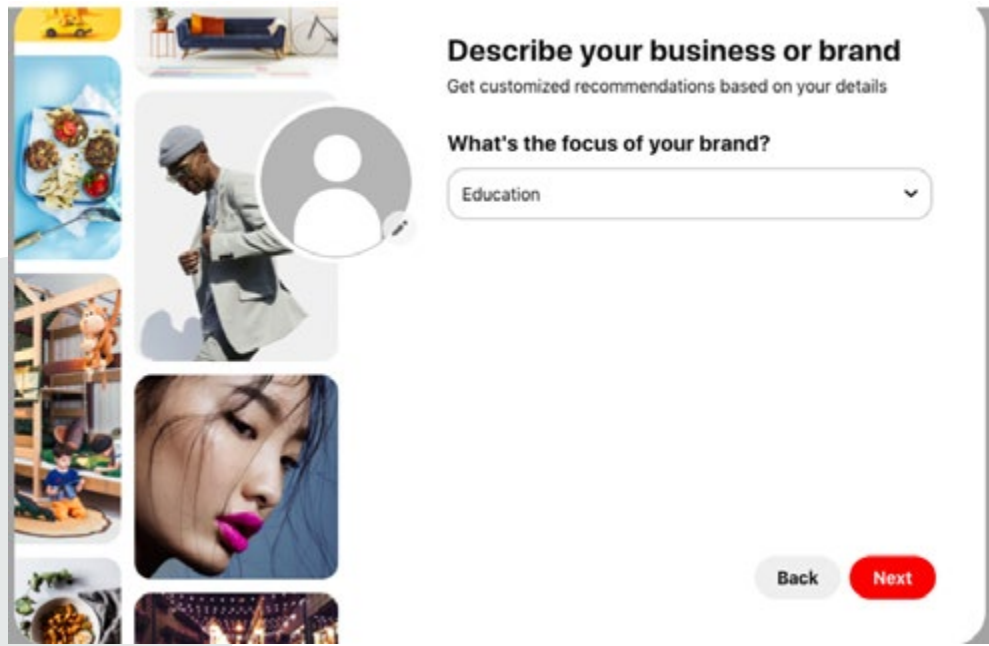 Describe your business or brand
Get customized recommendations based on your details
What's the focus of your brand?
Education
Back
Next